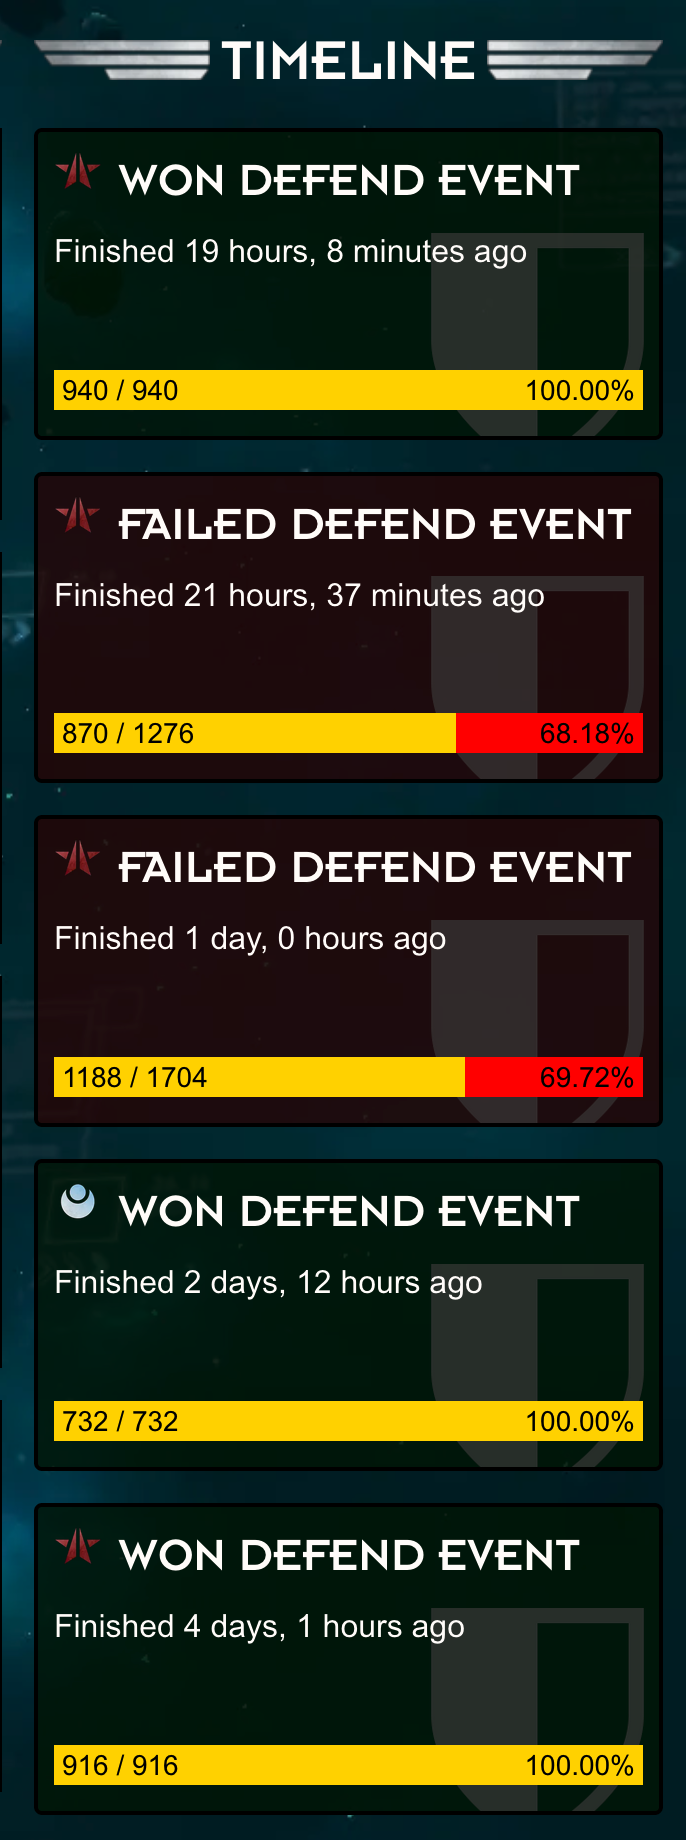 TIMELINE
WON DEFEND EVENT
Finished 19 hours, 8 minutes ago
940 / 940 100.00%
FAILED DEFEND EVENT
Finished 21 hours, 37 minutes ago
870 / 1276 68.18%
FAILED DEFEND EVENT
Finished 1 day, 0 hours ago
1188 / 1704 69.72%
WON DEFEND EVENT
Finished 2 days, 12 hours ago
732 / 732 100.00%
WON DEFEND EVENT
Finished 4 days, 1 hours ago
916 / 916 100.00%